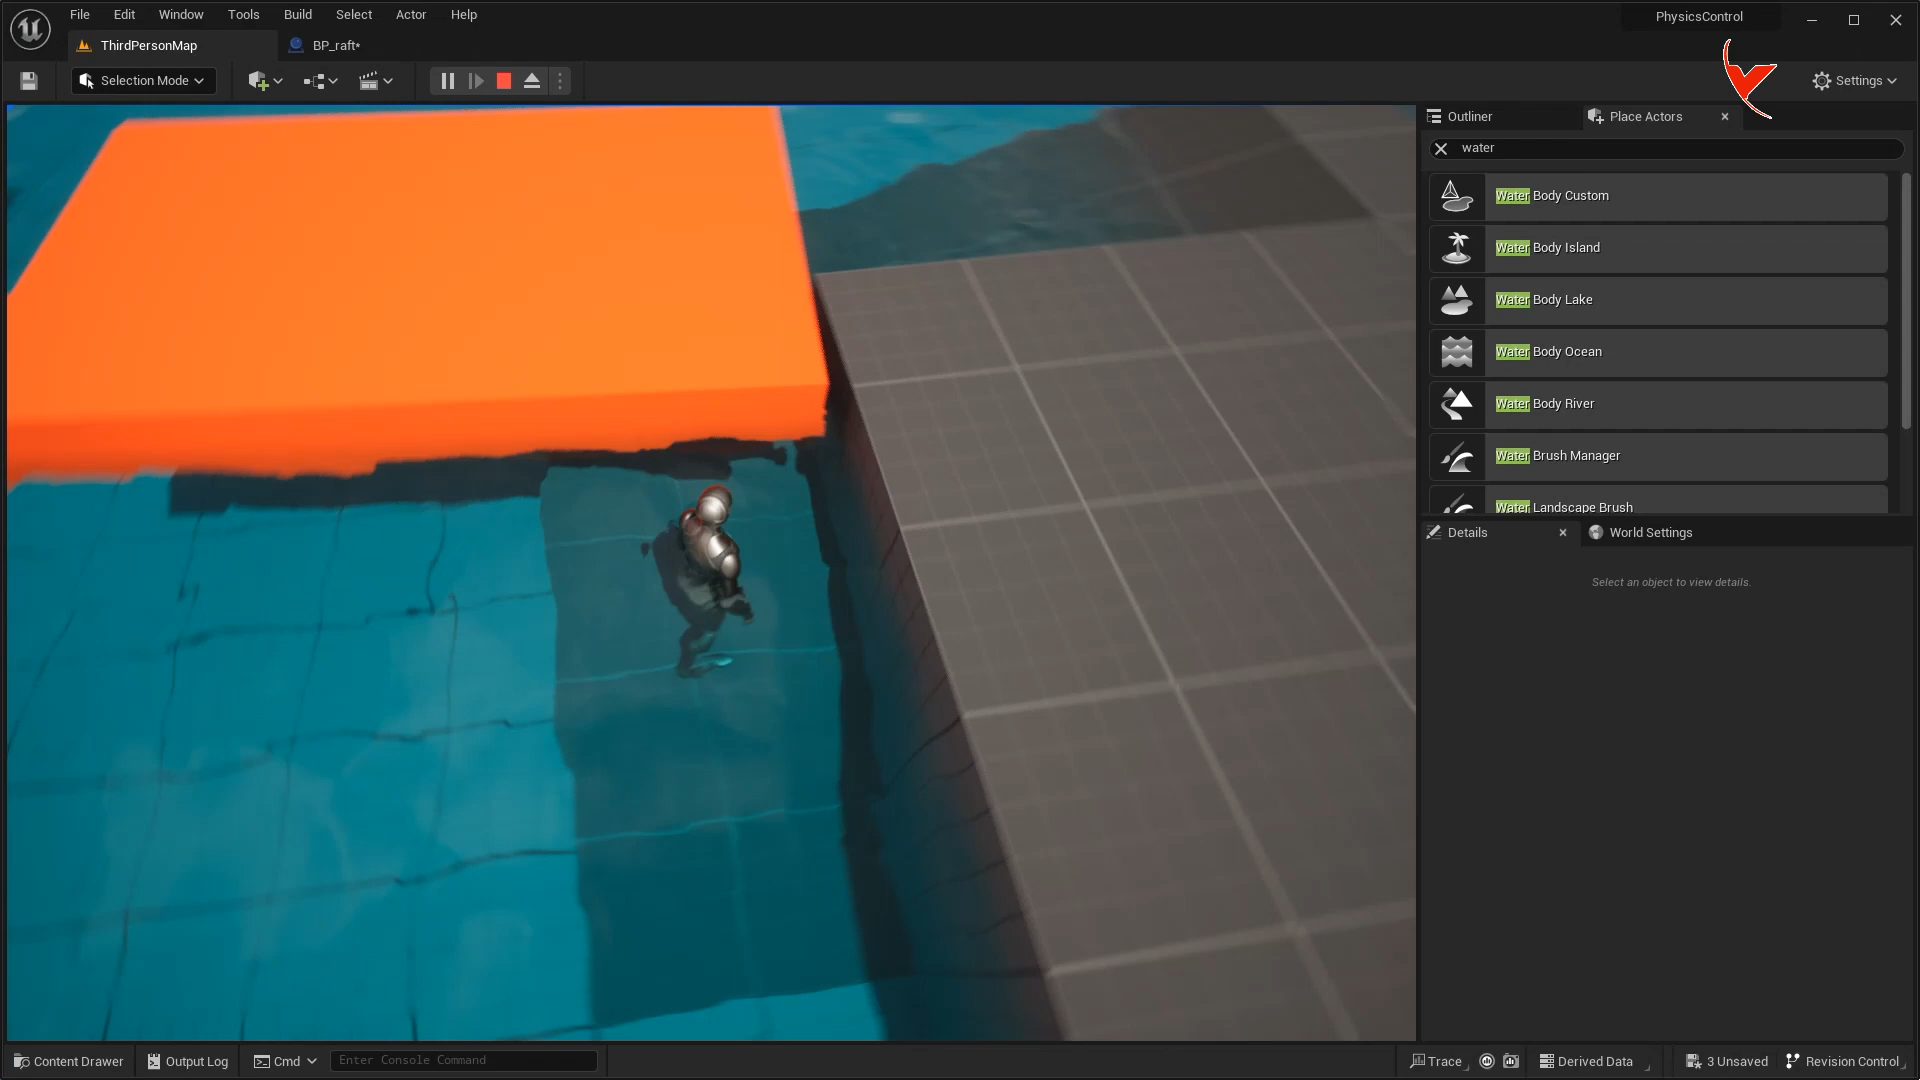 File Edit Window Tools Build Select Actor Help
PhysicsControl
ThirdPersonMap
BP_raft*
Selection Mode
Settings
Outliner
Place Actors
water
Water Body Custom
Water Body Island
Water Body Lake
Water Body Ocean
Water Body River
Water Brush Manager
Water Landscape Brush
Details
World Settings
Select an object to view details.
Content Drawer
Output Log
Cmd
Enter Console Command
Trace
Derived Data
3 Unsaved
Revision Control